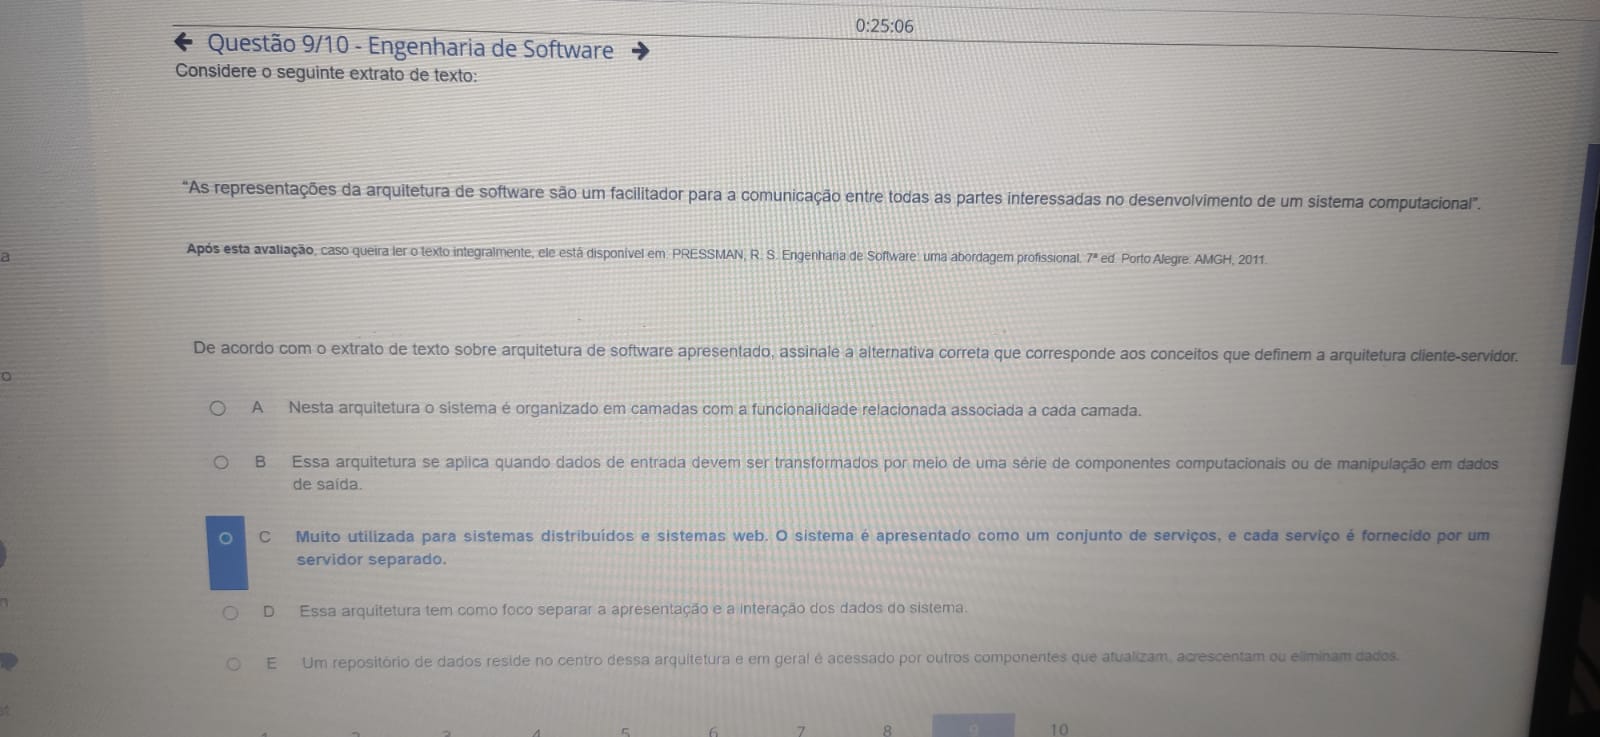 0:25:06
Questão 9/10 - Engenharia de Software
Considere o seguinte extrato de texto:
"As representações da arquitetura de software são um facilitador para a comunicação entre todas as partes interessadas no desenvolvimento de um sistema computacional".
Após esta avaliação, caso queira ler o texto integralmente, ele está disponível em: PRESSMAN, R. S. Engenharia de Software: uma abordagem profissional. 7ª ed. Porto Alegre: AMGH, 2011.
De acordo com o extrato de texto sobre arquitetura de software apresentado, assinale a alternativa correta que corresponde aos conceitos que definem a arquitetura cliente-servidor.
A Nesta arquitetura o sistema é organizado em camadas com a funcionalidade relacionada associada a cada camada.
B Essa arquitetura se aplica quando dados de entrada devem ser transformados por meio de uma série de componentes computacionais ou de manipulação em dados
de saída.
C Muito utilizada para sistemas distribuídos e sistemas web. O sistema é apresentado como um conjunto de serviços, e cada serviço é fornecido por um
servidor separado.
D Essa arquitetura tem como foco separar a apresentação e a interação dos dados do sistema.
E Um repositório de dados reside no centro dessa arquitetura e em geral é acessado por outros componentes que atualizam, acrescentam ou eliminam dados.
5 6 7 8 9 10